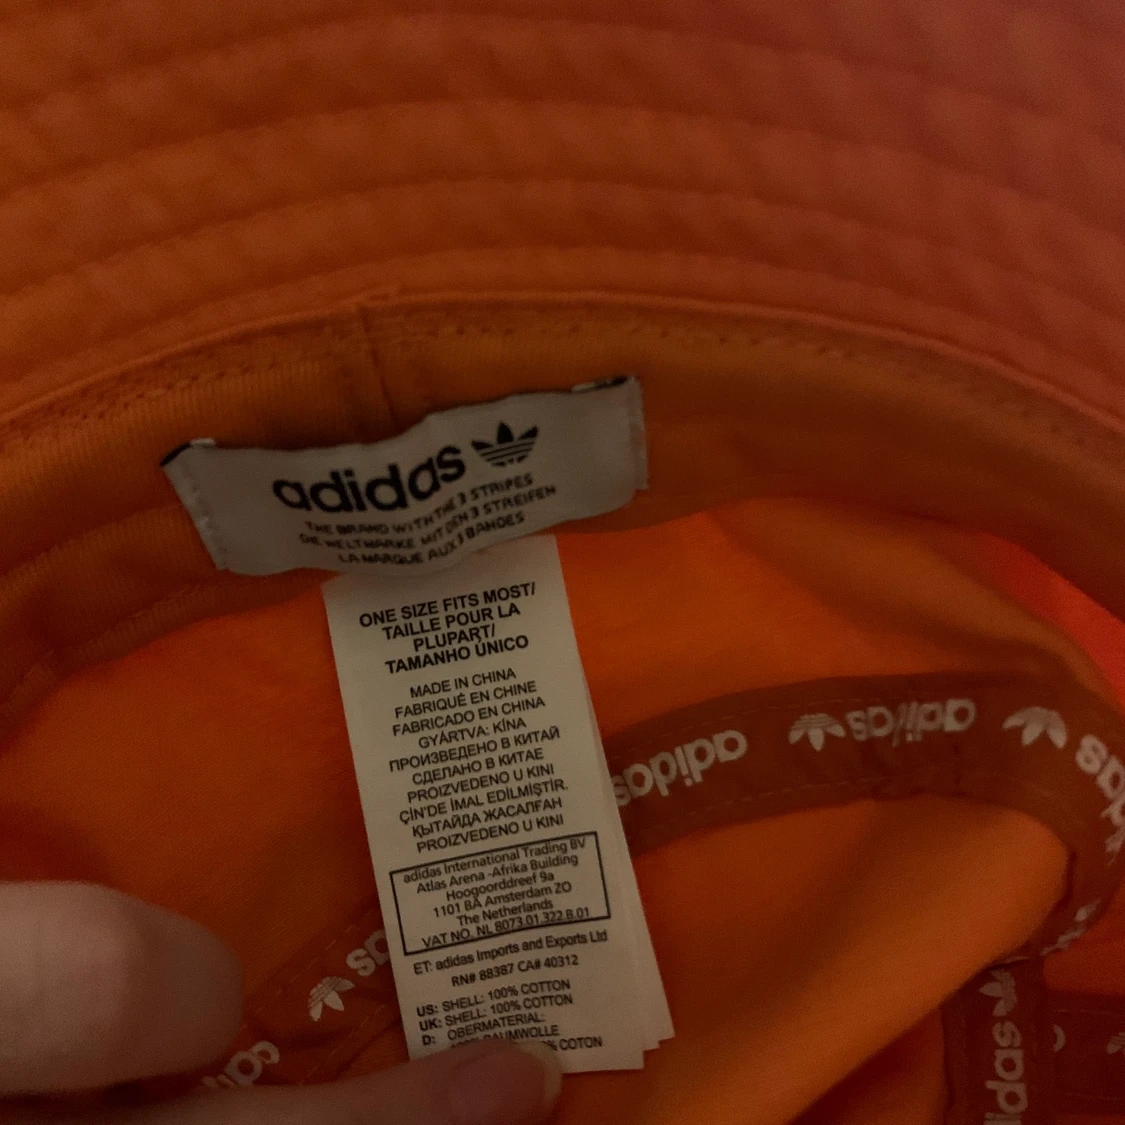 adidas
THE BRAND WITH THE 3 STRIPES
DIE WELTMARKE MIT DEN 3 STREIFEN
LA MARQUE AUX 3 BANDES
ONE SIZE FITS MOST/
TAILLE POUR LA
PLUPART/
TAMANHO ÚNICO
MADE IN CHINA
FABRIQUÉ EN CHINE
FABRICADO EN CHINA
GYÁRTVA: KÍNA
ПРОИЗВЕДЕНО В КИТАЙ
СДЕЛАНО В КИТАЕ
PROIZVEDENO U KINI
ÇİN'DE İMAL EDİLMİŞTİR.
ҚЫТАЙДА ЖАСАЛҒАН
PROIZVEDENO U KINI
adidas International Trading BV
Atlas Arena -Afrika Building
Hoogoorddreef 9a
1101 BA Amsterdam ZO
The Netherlands
VAT NO. NL 8073.01.322.B.01
ET: adidas Imports and Exports Ltd
RN# 88387 CA# 40312
US: SHELL: 100% COTTON
UK: SHELL: 100% COTTON
D: OBERMATERIAL:
BAUMWOLLE
% COTON
adidas
adidas
adidas
adidas